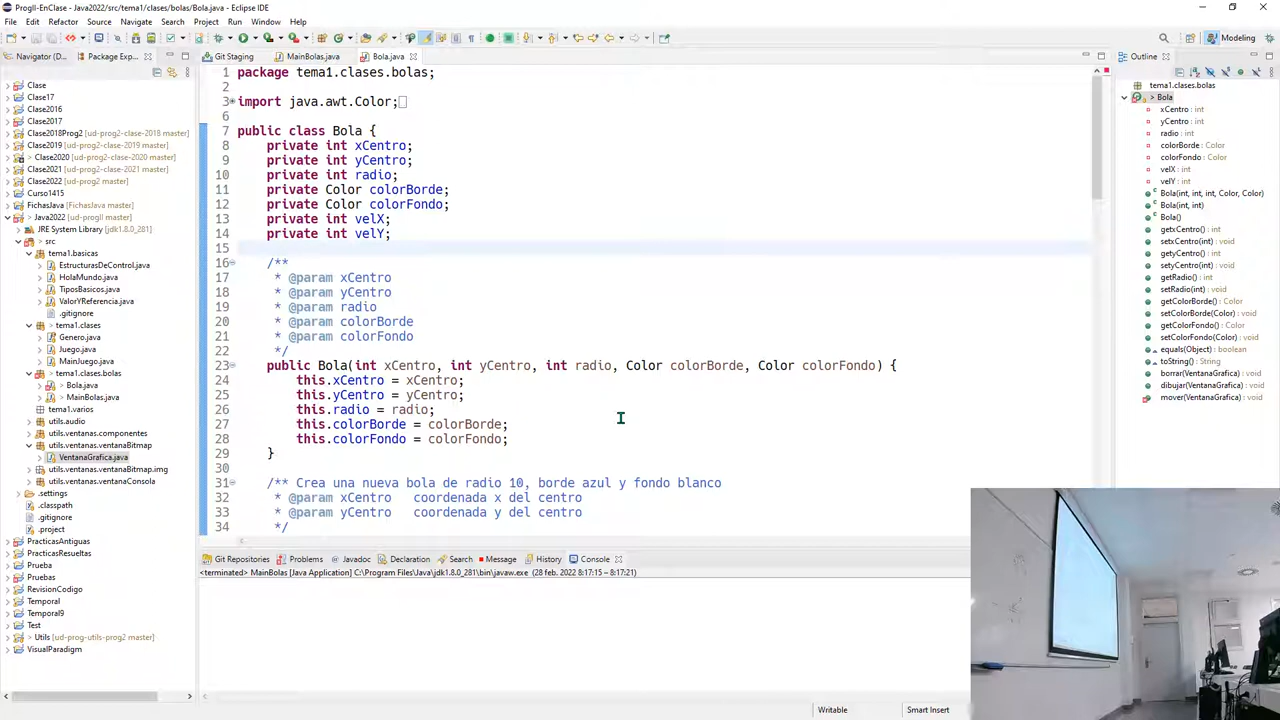 ProgII-EnClase - Java2022/src/tema1/clases/bolas/Bola.java - Eclipse IDE
File Edit Refactor Source Navigate Search Project Run Window Help
Modeling
Navigator (D...
Package Exp...
Clase
Clase17
Clase2016
Clase2017
Clase2018Prog2 [ud-prog2-clase-2018 master]
Clase2019 [ud-prog2-clase-2019 master]
> Clase2020 [ud-prog2-clase-2020 master]
Clase2021 [ud-prog2-clase-2021 master]
Clase2022 [ud-prog2 master]
Curso1415
FichasJava [FichasJava master]
Java2022 [ud-progII master]
JRE System Library [jdk1.8.0_281]
> src
tema1.basicas
EstructurasDeControl.java
HolaMundo.java
TiposBasicos.java
ValorYReferencia.java
.gitignore
> tema1.clases
Genero.java
Juego.java
MainJuego.java
> tema1.clases.bolas
Bola.java
MainBolas.java
tema1.varios
utils.audio
utils.ventanas.componentes
utils.ventanas.ventanaBitmap
VentanaGrafica.java
utils.ventanas.ventanaBitmap.img
utils.ventanas.ventanaConsola
.settings
.classpath
.gitignore
.project
PracticasAntiguas
PracticasResueltas
Prueba
Pruebas
RevisionCodigo
Temporal
Temporal9
Test
> Utils [ud-prog-utils-prog2 master]
VisualParadigm
Git Staging
MainBolas.java
Bola.java
1 package tema1.clases.bolas;
2
3 import java.awt.Color;
6
7 public class Bola {
8 private int xCentro;
9 private int yCentro;
10 private int radio;
11 private Color colorBorde;
12 private Color colorFondo;
13 private int velX;
14 private int velY;
15
16 /**
17 * @param xCentro
18 * @param yCentro
19 * @param radio
20 * @param colorBorde
21 * @param colorFondo
22 */
23 public Bola(int xCentro, int yCentro, int radio, Color colorBorde, Color colorFondo) {
24 this.xCentro = xCentro;
25 this.yCentro = yCentro;
26 this.radio = radio;
27 this.colorBorde = colorBorde;
28 this.colorFondo = colorFondo;
29 }
30
31 /** Crea una nueva bola de radio 10, borde azul y fondo blanco
32 * @param xCentro coordenada x del centro
33 * @param yCentro coordenada y del centro
34 */
Git Repositories Problems Javadoc Declaration Search Message History Console
<terminated> MainBolas [Java Application] C:\Program Files\Java\jdk1.8.0_281\bin\javaw.exe (28 feb. 2022 8:17:15 – 8:17:21)
Outline
tema1.clases.bolas
> Bola
xCentro : int
yCentro : int
radio : int
colorBorde : Color
colorFondo : Color
velX : int
velY : int
Bola(int, int, int, Color, Color)
Bola(int, int)
Bola()
getxCentro() : int
setxCentro(int) : void
getyCentro() : int
setyCentro(int) : void
getRadio() : int
setRadio(int) : void
getColorBorde() : Color
setColorBorde(Color) : void
getColorFondo() : Color
setColorFondo(Color) : void
equals(Object) : boolean
toString() : String
borrar(VentanaGrafica) : void
dibujar(VentanaGrafica) : void
mover(VentanaGrafica) : void
Writable
Smart Insert